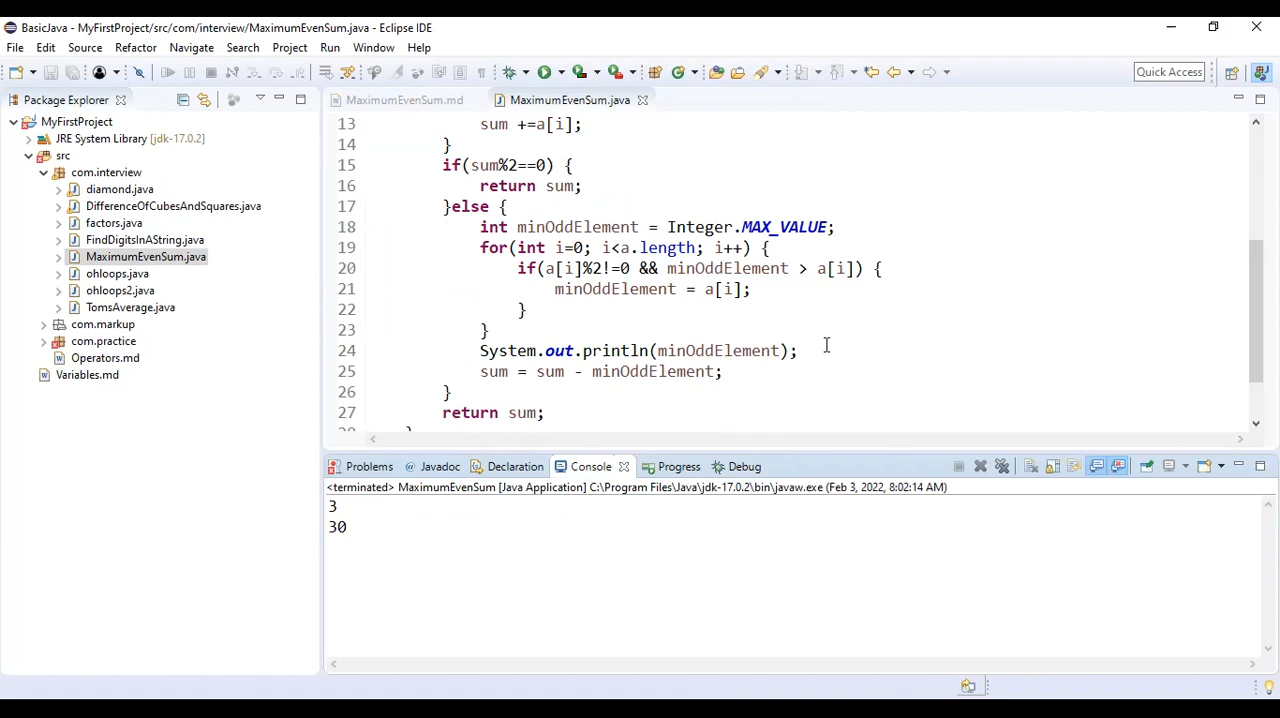 BasicJava - MyFirstProject/src/com/interview/MaximumEvenSum.java - Eclipse IDE
File Edit Source Refactor Navigate Search Project Run Window Help
Quick Access
Package Explorer
MyFirstProject
JRE System Library [jdk-17.0.2]
src
com.interview
diamond.java
DifferenceOfCubesAndSquares.java
factors.java
FindDigitsInAString.java
MaximumEvenSum.java
ohloops.java
ohloops2.java
TomsAverage.java
com.markup
com.practice
Operators.md
Variables.md
MaximumEvenSum.md MaximumEvenSum.java
13 sum +=a[i];
14 }
15 if(sum%2==0) {
16 return sum;
17 }else {
18 int minOddElement = Integer.MAX_VALUE;
19 for(int i=0; i<a.length; i++) {
20 if(a[i]%2!=0 && minOddElement > a[i]) {
21 minOddElement = a[i];
22 }
23 }
24 System.out.println(minOddElement);
25 sum = sum - minOddElement;
26 }
27 return sum;
28 }
Problems @ Javadoc Declaration Console Progress Debug
<terminated> MaximumEvenSum [Java Application] C:\Program Files\Java\jdk-17.0.2\bin\javaw.exe (Feb 3, 2022, 8:02:14 AM)
3
30